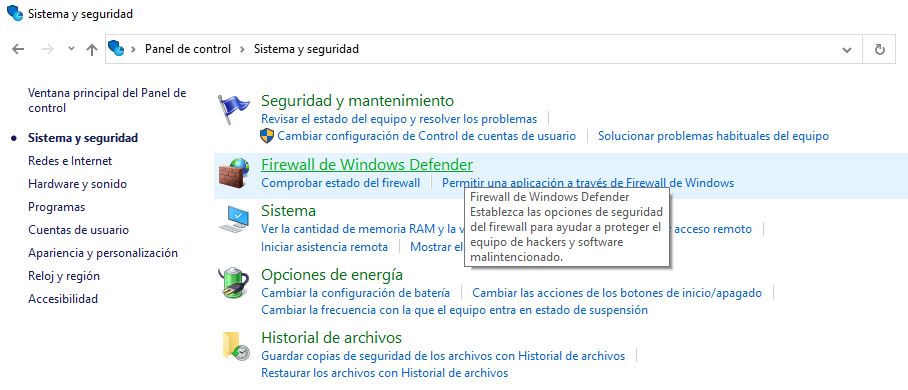 Sistema y seguridad
Panel de control > Sistema y seguridad
Ventana principal del Panel de
control
Sistema y seguridad
Redes e Internet
Hardware y sonido
Programas
Cuentas de usuario
Apariencia y personalización
Reloj y región
Accesibilidad
Seguridad y mantenimiento
Revisar el estado del equipo y resolver los problemas
Cambiar configuración de Control de cuentas de usuario | Solucionar problemas habituales del equipo
Firewall de Windows Defender
Comprobar estado del firewall | Permitir una aplicación a través de Firewall de Windows
Firewall de Windows Defender
Establezca las opciones de seguridad
del firewall para ayudar a proteger el
equipo de hackers y software
malintencionado.
Sistema
Ver la cantidad de memoria RAM y la acceso remoto
Iniciar asistencia remota | Mostrar el
Opciones de energía
Cambiar la configuración de batería | Cambiar las acciones de los botones de inicio/apagado
Cambiar la frecuencia con la que el equipo entra en estado de suspensión
Historial de archivos
Guardar copias de seguridad de los archivos con Historial de archivos
Restaurar los archivos con Historial de archivos